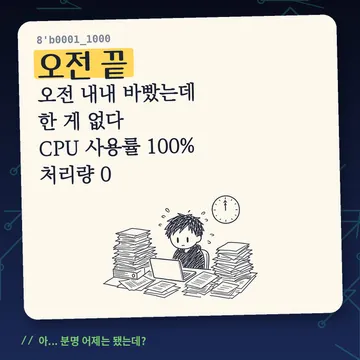 8'b0001_1000
오전 끝
오전 내내 바빴는데
한 게 없다
CPU 사용률 100%
처리량 0
// 아... 분명 어제는 됐는데?